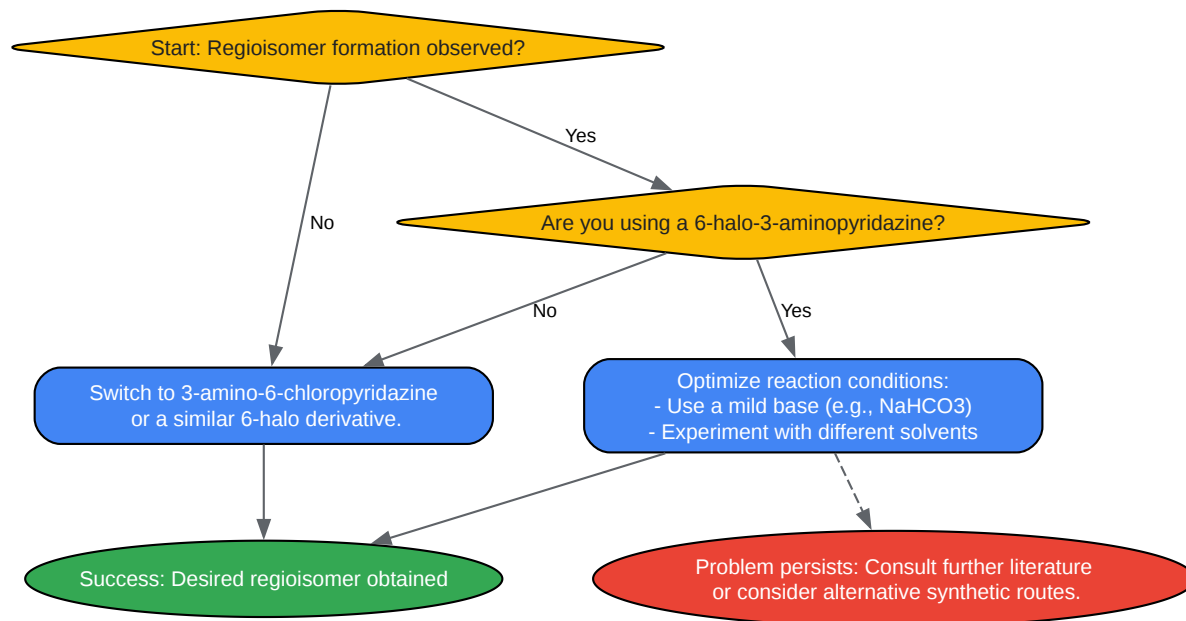 Start: Regioisomer formation observed?
Yes
Are you using a 6-halo-3-aminopyridazine?
No
No
Yes
Switch to 3-amino-6-chloropyridazine
or a similar 6-halo derivative.
Optimize reaction conditions:
- Use a mild base (e.g., NaHCO3)
- Experiment with different solvents
Success: Desired regioisomer obtained
Problem persists: Consult further literature
or consider alternative synthetic routes.